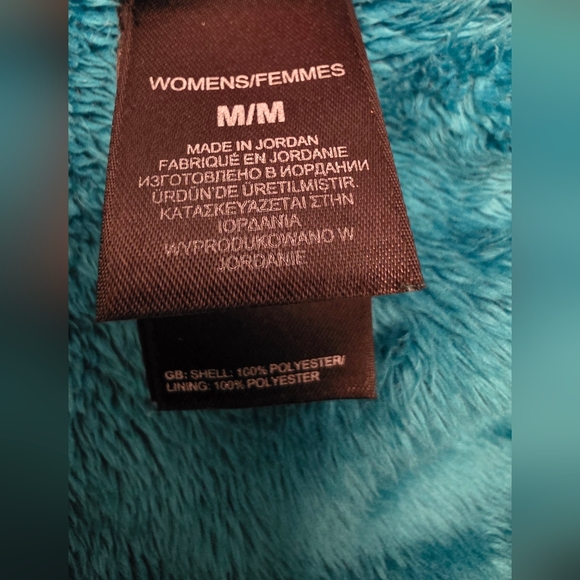 WOMENS/FEMMES
M/M
MADE IN JORDAN
FABRIQUÉ EN JORDANIE
ИЗГОТОВЛЕНО В ИОРДАНИИ
ÜRDÜN'DE ÜRETILMISTIR.
ΚΑΤΑΣΚΕΥΑΖΕΤΑΙ ΣΤΗΝ
ΙΟΡΔΑΝΙΑ
WYPRODUKOWANO W
JORDANIE
GB: SHELL: 100% POLYESTER/
LINING: 100% POLYESTER